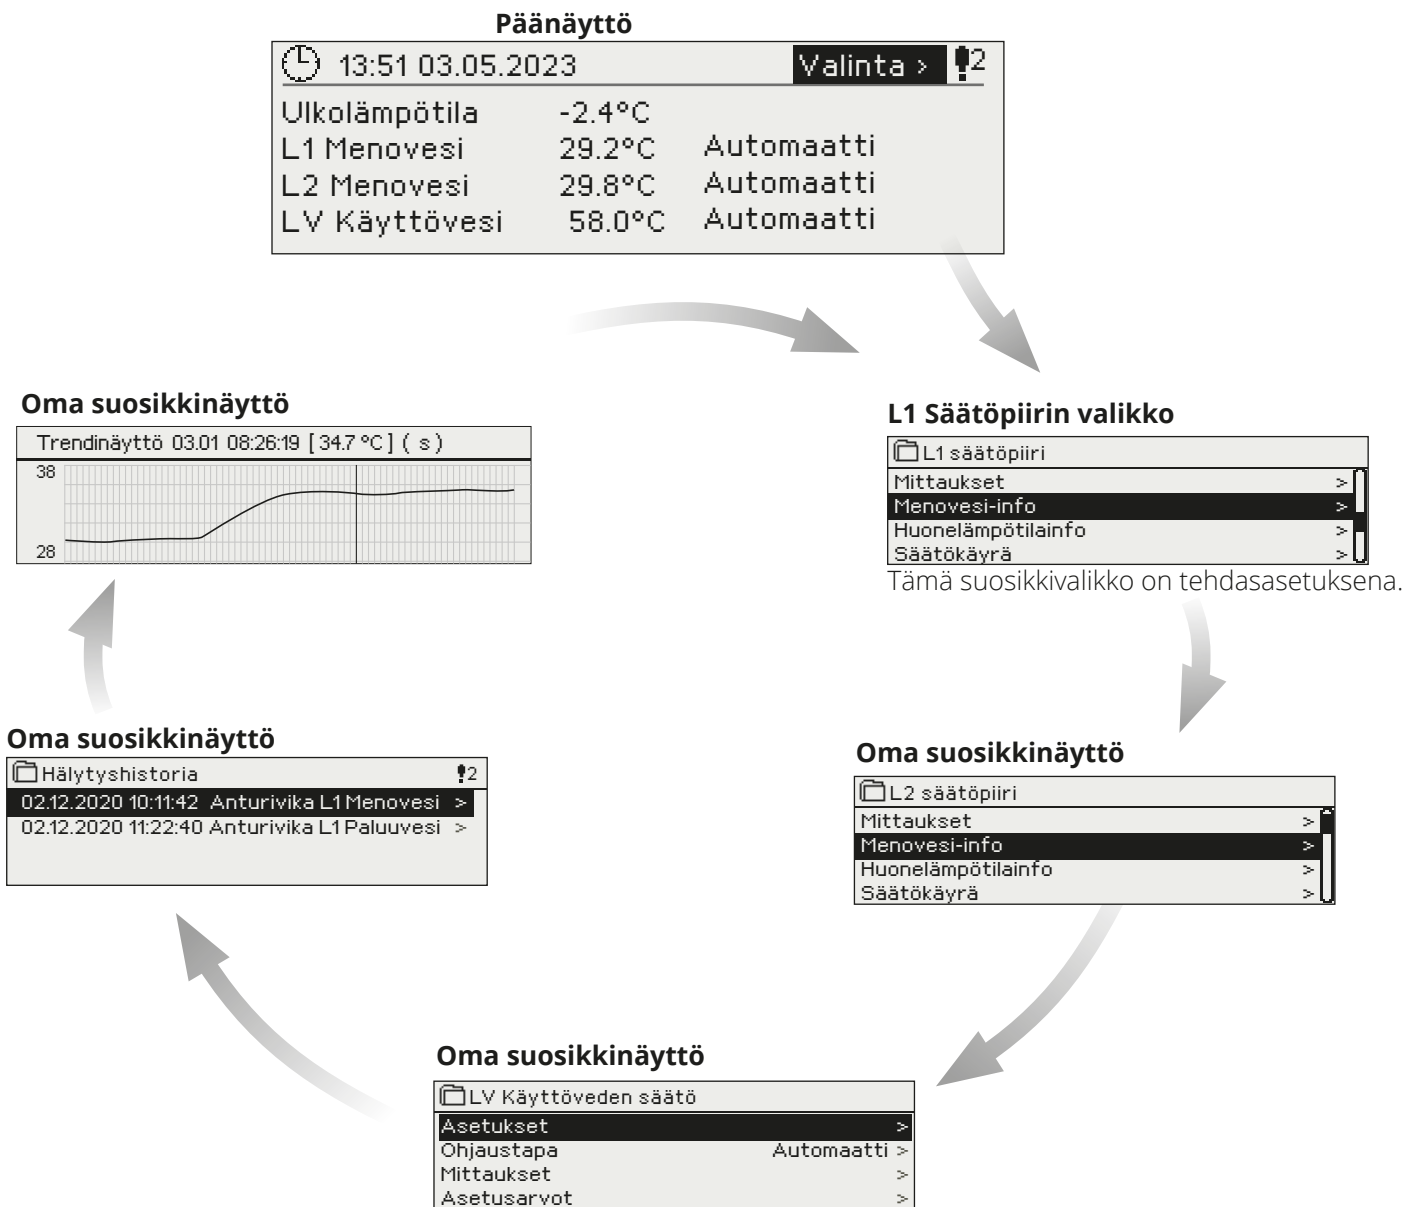 Päänäyttö
13:51 03.05.2023 Valinta > 2
Ulkolämpötila -2.4°C
L1 Menovesi 29.2°C Automaatti
L2 Menovesi 29.8°C Automaatti
LV Käyttövesi 58.0°C Automaatti
L1 Säätöpiirin valikko
L1 säätöpiiri
Mittaukset >
Menovesi-info >
Huonelämpötilainfo >
Säätökäyrä >
Tämä suosikkivalikko on tehdasasetuksena.
Oma suosikkinäyttö
L2 säätöpiiri
Mittaukset >
Menovesi-info >
Huonelämpötilainfo >
Säätökäyrä >
Oma suosikkinäyttö
LV Käyttöveden säätö
Asetukset >
Ohjaustapa Automaatti >
Mittaukset >
Asetusarvot >
Oma suosikkinäyttö
Hälytyshistoria 2
02.12.2020 10:11:42 Anturivika L1 Menovesi >
02.12.2020 11:22:40 Anturivika L1 Paluuvesi >
Oma suosikkinäyttö
Trendinäyttö 03.01 08:26:19 [ 34.7 °C ] ( s )
38
28